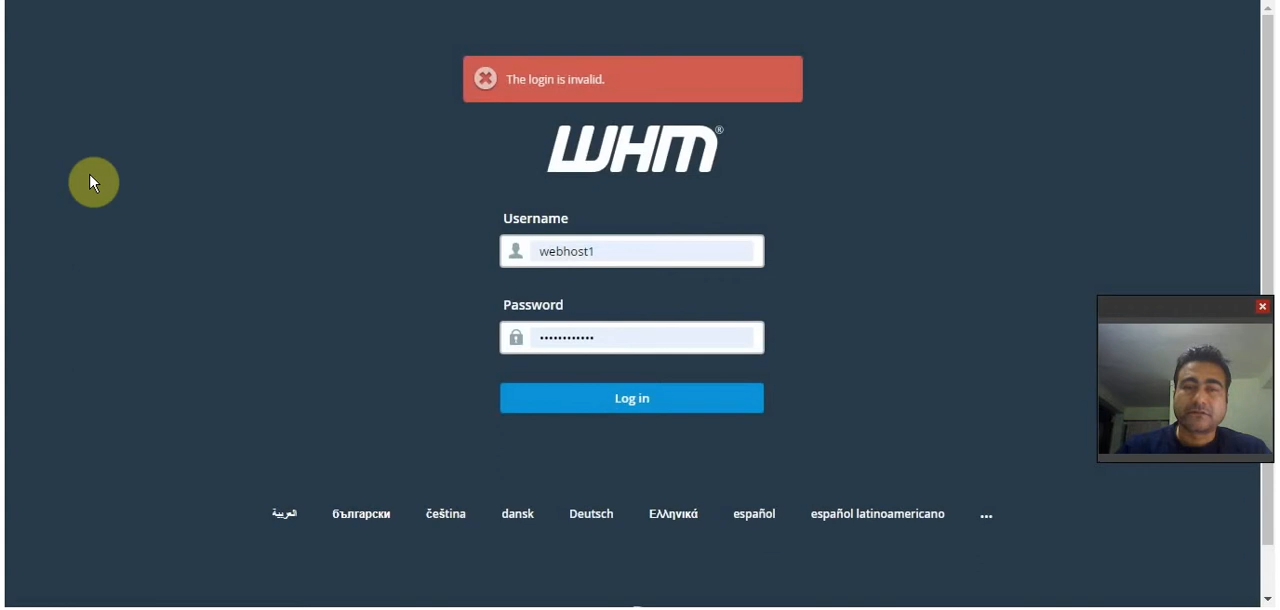 The login is invalid.
WHM®
Username
webhost1
Password
••••••••••••
Log in
العربية български čeština dansk Deutsch Ελληνικά español español latinoamericano ...